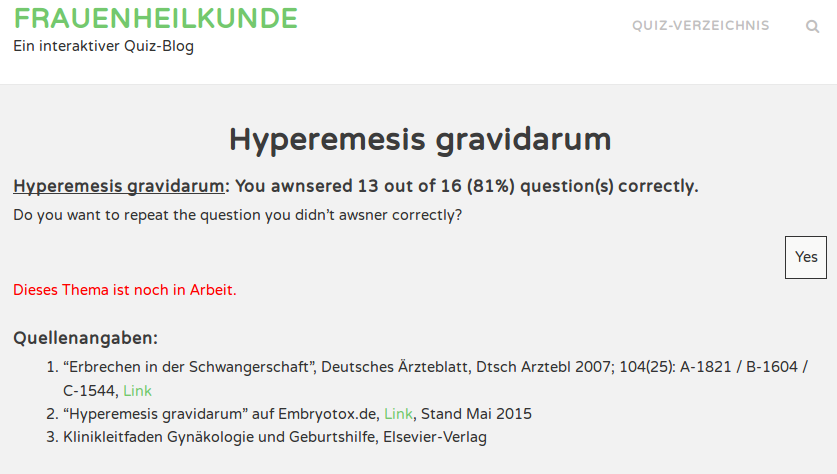 FRAUENHEILKUNDE
Ein interaktiver Quiz-Blog
QUIZ-VERZEICHNIS
Hyperemesis gravidarum
Hyperemesis gravidarum: You awnsered 13 out of 16 (81%) question(s) correctly.
Do you want to repeat the question you didn’t awsner correctly?
Yes
Dieses Thema ist noch in Arbeit.
Quellenangaben:
1. “Erbrechen in der Schwangerschaft”, Deutsches Ärzteblatt, Dtsch Arztebl 2007; 104(25): A-1821 / B-1604 /
C-1544, Link
2. “Hyperemesis gravidarum” auf Embryotox.de, Link, Stand Mai 2015
3. Klinikleitfaden Gynäkologie und Geburtshilfe, Elsevier-Verlag